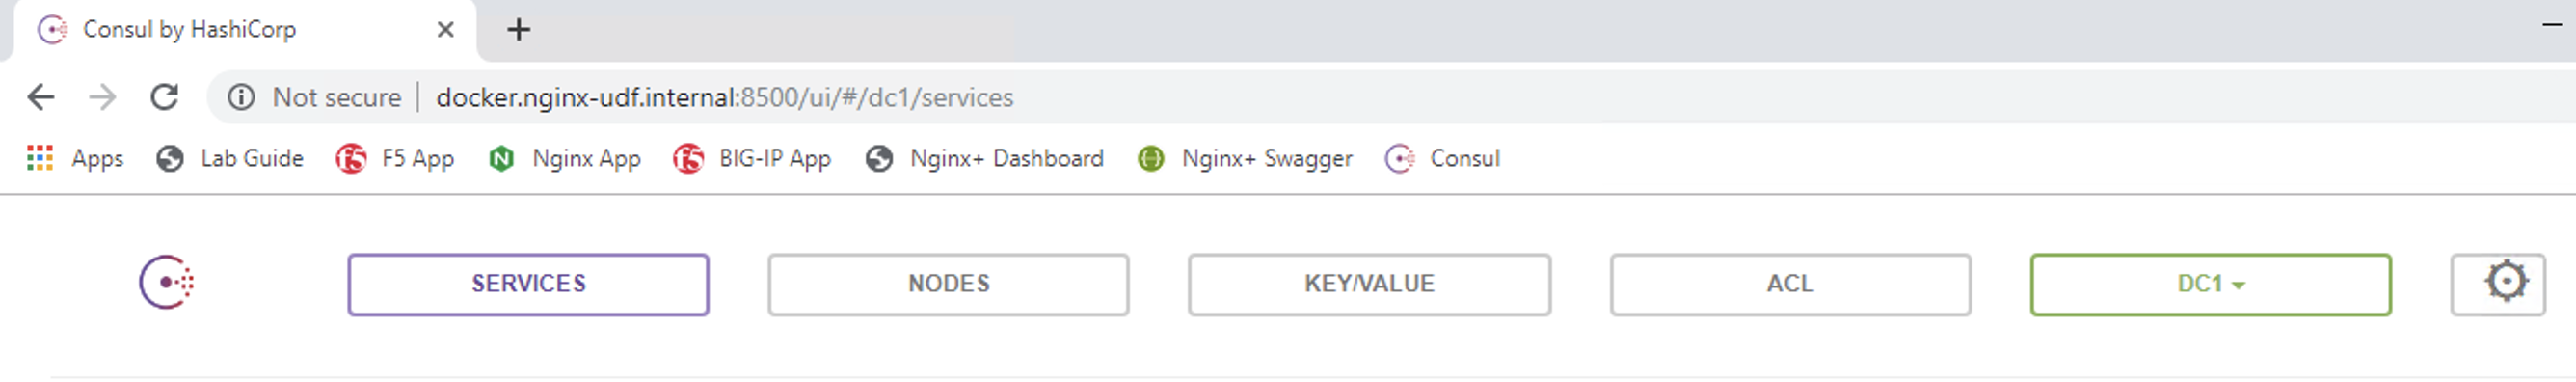 Consul by HashiCorp
Not secure | docker.nginx-udf.internal:8500/ui/#/dc1/services
Apps Lab Guide F5 App Nginx App BIG-IP App Nginx+ Dashboard Nginx+ Swagger Consul
SERVICES NODES KEY/VALUE ACL DC1